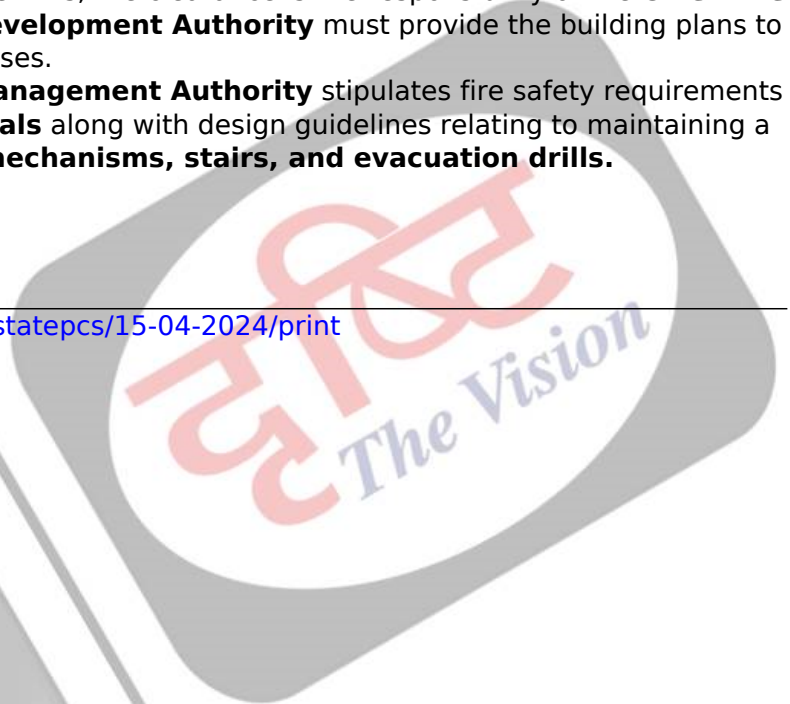 evelopment Authority must provide the building plans to
ses.
anagement Authority stipulates fire safety requirements
als along with design guidelines relating to maintaining a
mechanisms, stairs, and evacuation drills.
statepcs/15-04-2024/print
दृष्टि
The Vision